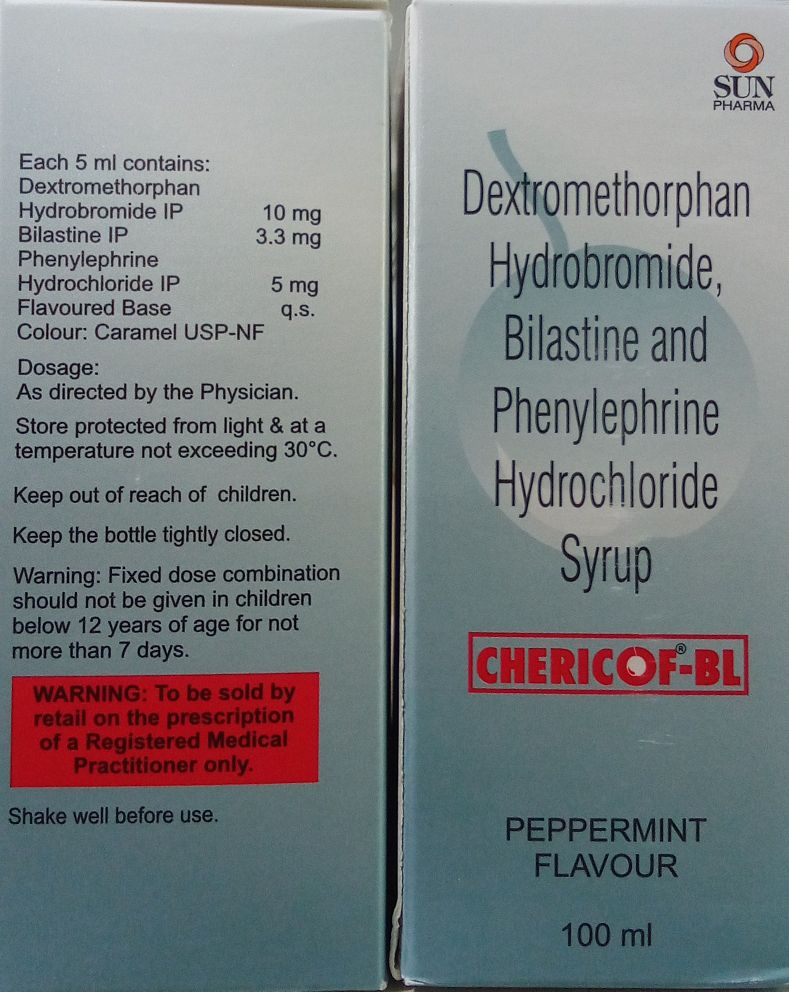 Each 5 ml contains:
Dextromethorphan
Hydrobromide IP 10 mg
Bilastine IP 3.3 mg
Phenylephrine
Hydrochloride IP 5 mg
Flavoured Base q.s.
Colour: Caramel USP-NF
Dosage:
As directed by the Physician.
Store protected from light & at a
temperature not exceeding 30°C.
Keep out of reach of children.
Keep the bottle tightly closed.
Warning: Fixed dose combination
should not be given in children
below 12 years of age for not
more than 7 days.
WARNING: To be sold by
retail on the prescription
of a Registered Medical
Practitioner only.
Shake well before use.
SUN
PHARMA
Dextromethorphan
Hydrobromide,
Bilastine and
Phenylephrine
Hydrochloride
Syrup
CHERICOF®-BL
PEPPERMINT
FLAVOUR
100 ml